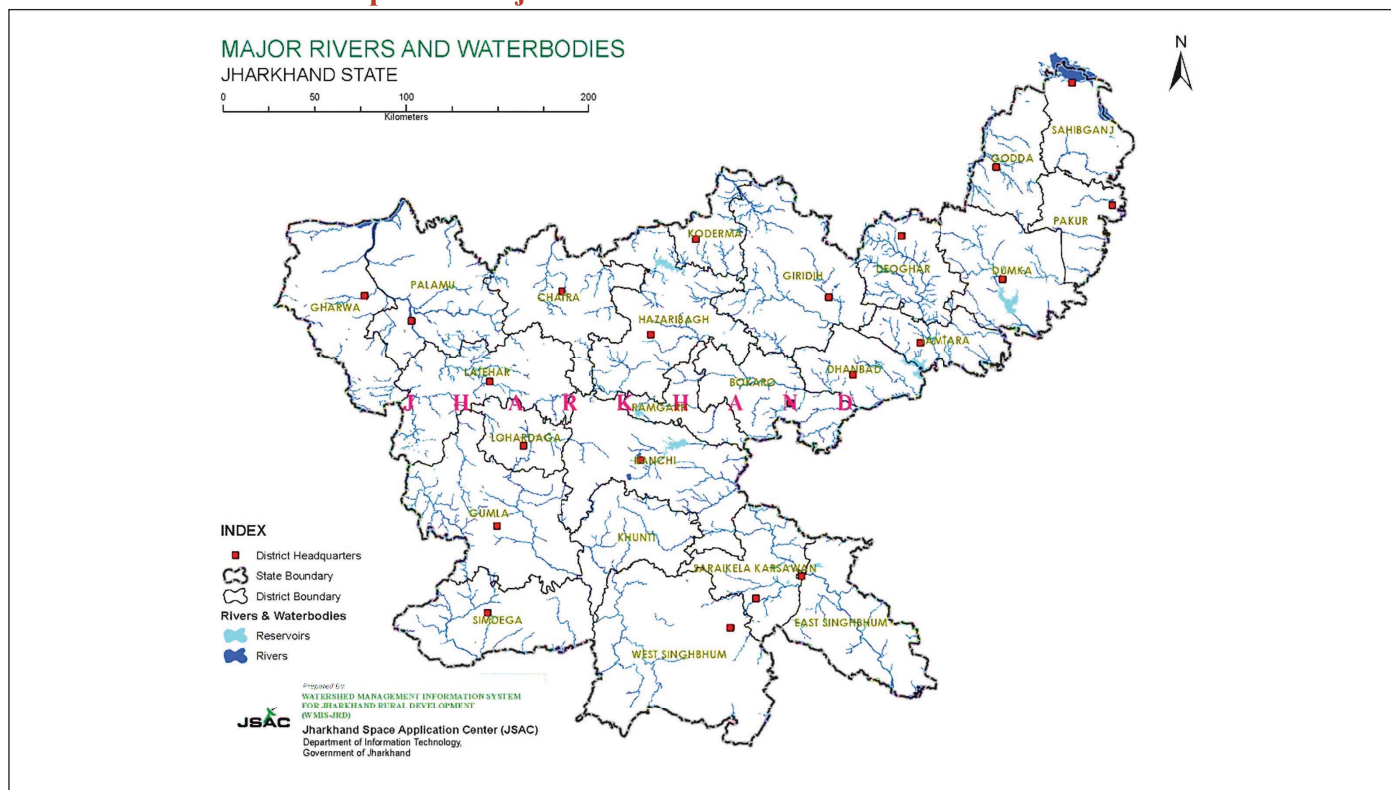 MAJOR RIVERS AND WATERBODIES
JHARKHAND STATE
0 50 100 200
Kilometers
N
SAHIBGANJ
GODDA
PAKUR
KODERMA
DEOGHAR
DUMKA
GIRIDIH
PALAMU
GHARWA
CHATRA
HAZARIBAGH
JAMTARA
DHANBAD
LATEHAR
BOKARO
J H A R K H A N D
RAMGARH
LOHARDAGA
RANCHI
GUMLA
KHUNTI
SARAIKELA KARSAWAN
SIMDEGA
EAST SINGHBHUM
WEST SINGHBHUM
INDEX
District Headquarters
State Boundary
District Boundary
Rivers & Waterbodies
Reservoirs
Rivers
Prepared by:
WATERSHED MANAGEMENT INFORMATION SYSTEM
FOR JHARKHAND RURAL DEVELOPMENT
(WMIS-JRD)
JSAC
Jharkhand Space Application Center (JSAC)
Department of Information Technology,
Government of Jharkhand